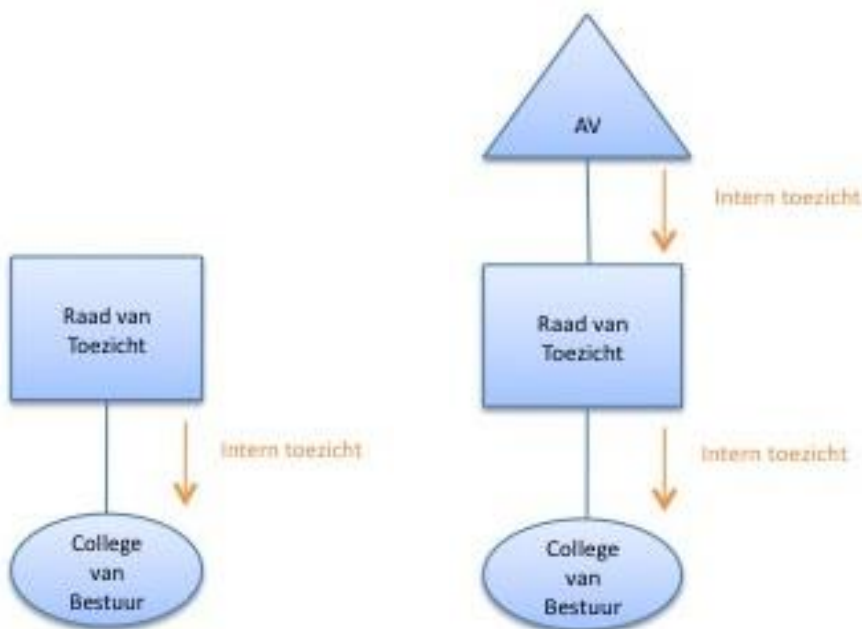 Raad van
Toezicht
Intern toezicht
College
van
Bestuur
AV
Intern toezicht
Raad van
Toezicht
Intern toezicht
College
van
Bestuur